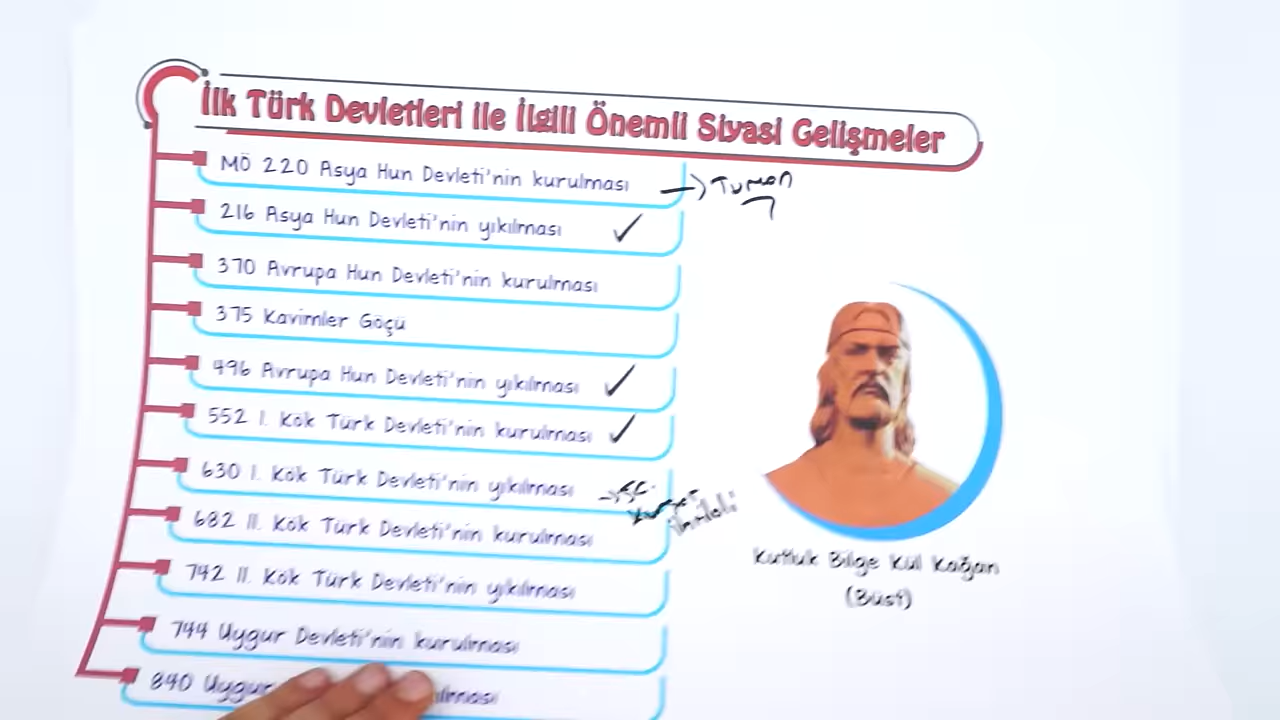 İlk Türk Devletleri ile İlgili Önemli Siyasi Gelişmeler
MÖ 220 Asya Hun Devleti'nin kurulması → Tuman
216 Asya Hun Devleti'nin yıkılması ✓
370 Avrupa Hun Devleti'nin kurulması
375 Kavimler Göçü
496 Avrupa Hun Devleti'nin yıkılması ✓
552 I. Kök Türk Devleti'nin kurulması ✓
630 I. Kök Türk Devleti'nin yıkılması →
ihtilali
682 II. Kök Türk Devleti'nin kurulması
742 II. Kök Türk Devleti'nin yıkılması
744 Uygur Devleti'nin kurulması
840 Uygur
Kutluk Bilge Kül Kağan
(Büst)